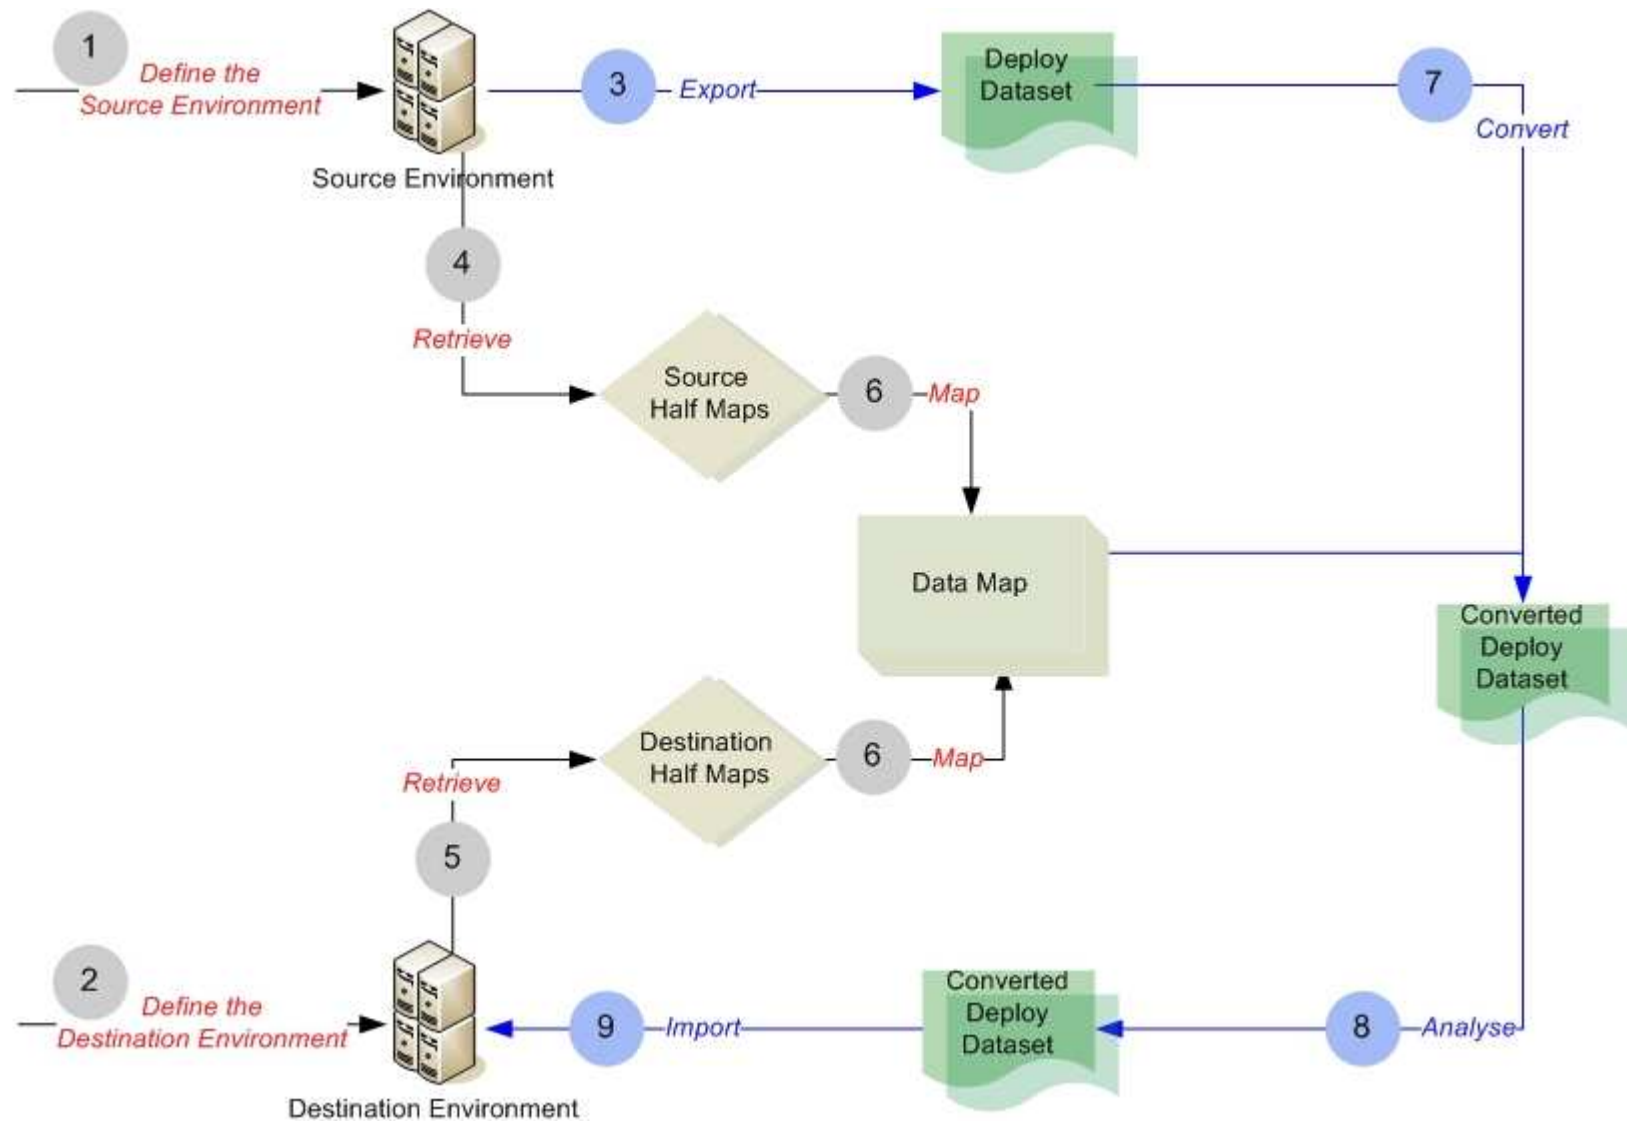 1
Define the
Source Environment
3
Export
Deploy
Dataset
7
Convert
Source Environment
4
Retrieve
Source
Half Maps
6
Map
Data Map
Converted
Deploy
Dataset
Destination
Half Maps
6
Map
Retrieve
5
2
Define the
Destination Environment
9
Import
Converted
Deploy
Dataset
8
Analyse
Destination Environment